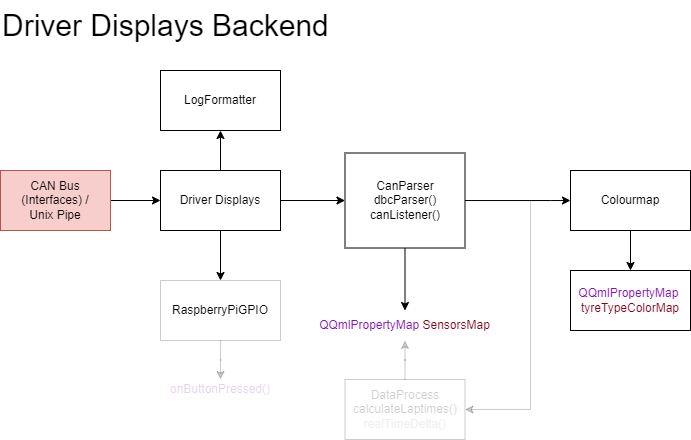 Driver Displays Backend
LogFormatter
CAN Bus
(Interfaces) /
Unix Pipe
Driver Displays
CanParser
dbcParser()
canListener()
Colourmap
RaspberryPiGPIO
QQmlPropertyMap
tyreTypeColorMap
QQmlPropertyMap SensorsMap
onButtonPressed()
DataProcess
calculateLaptimes()
realTimeDelta()